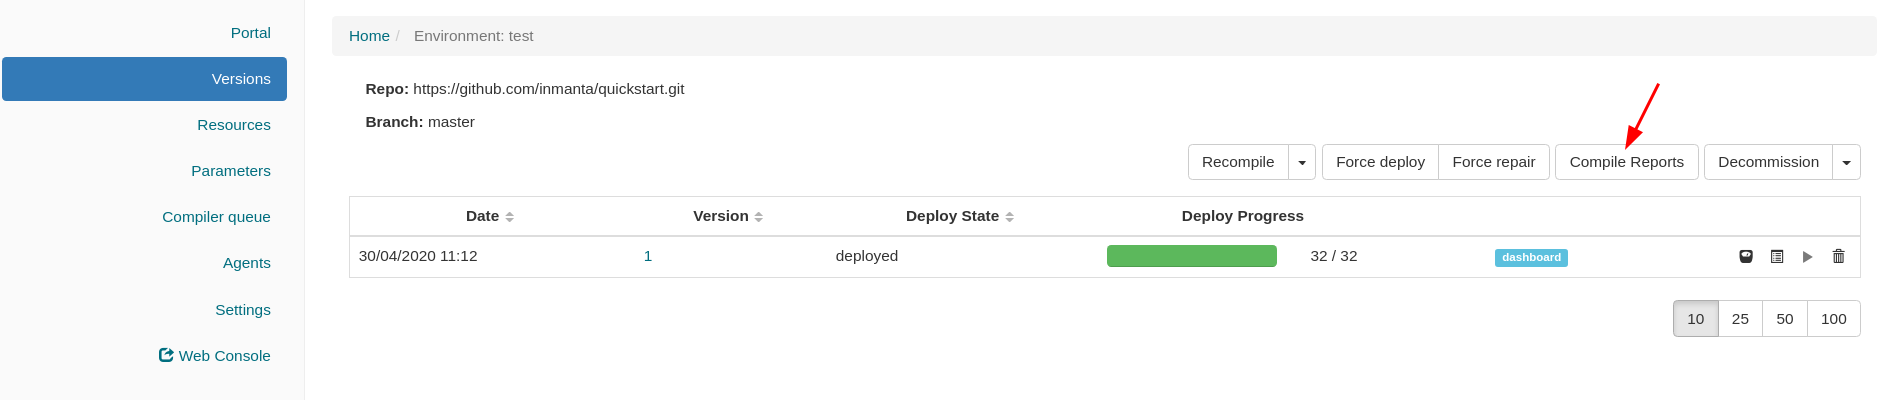 Portal
Versions
Resources
Parameters
Compiler queue
Agents
Settings
Web Console
Home / Environment: test
Repo: https://github.com/inmanta/quickstart.git
Branch: master
Recompile Force deploy Force repair Compile Reports Decommission
Date Version Deploy State Deploy Progress
30/04/2020 11:12 1 deployed 32 / 32 dashboard
10 25 50 100